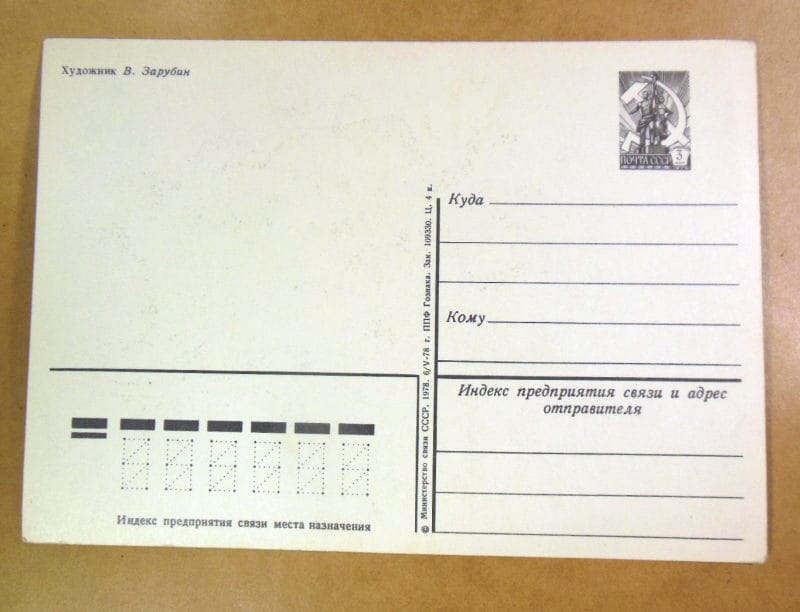 Художник В. Зарубин
ПОЧТА СССР 3
Куда
Кому
Индекс предприятия связи и адрес
отправителя
© Министерство связи СССР, 1978. 6/V-78 г. ППФ Гознака. Зак. 109330. Ц. 4 к.
Индекс предприятия связи места назначения